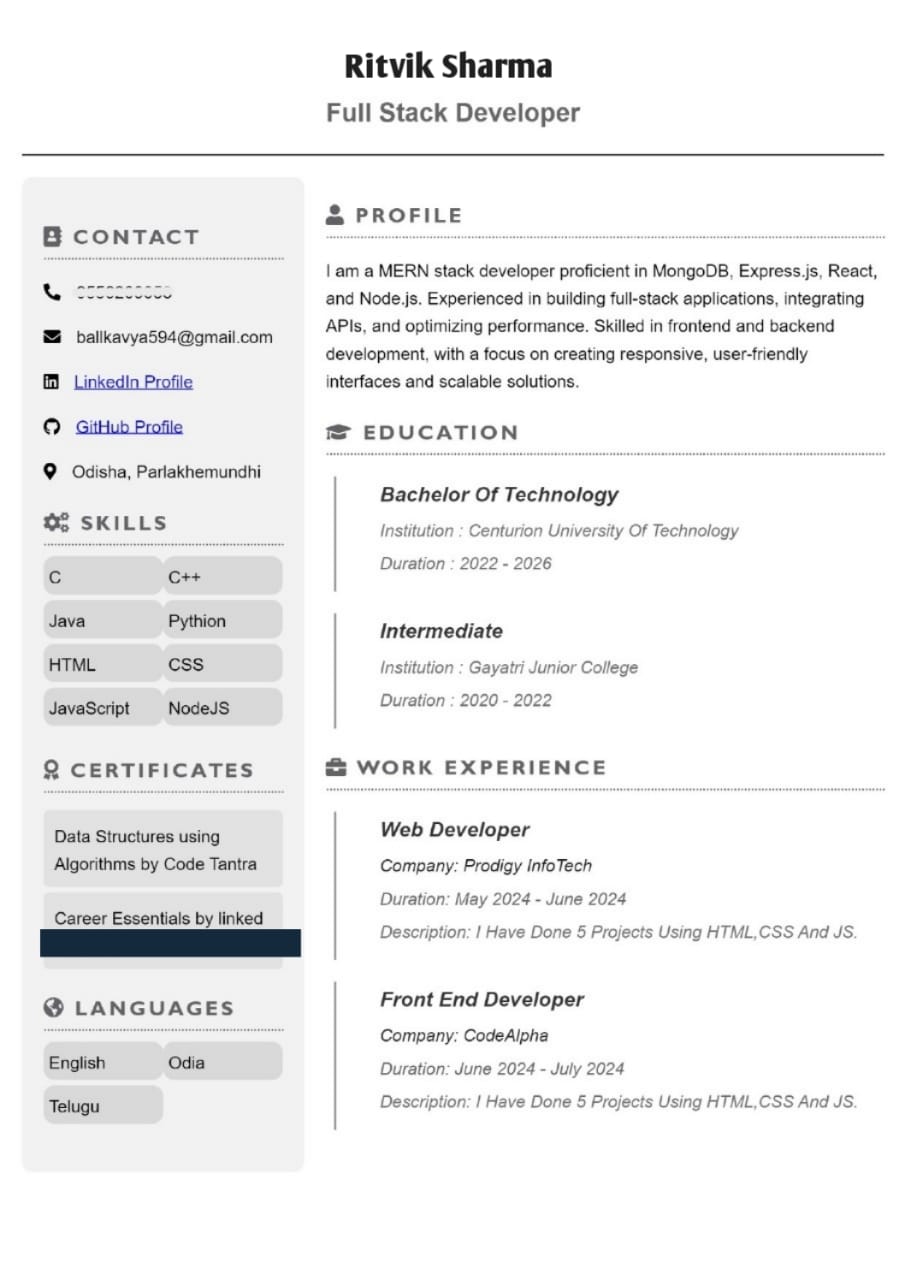 Ritvik Sharma
Full Stack Developer
CONTACT
ballkavya594@gmail.com
LinkedIn Profile
GitHub Profile
Odisha, Parlakhemundhi
SKILLS
C
C++
Java
Pythion
HTML
CSS
JavaScript
NodeJS
CERTIFICATES
Data Structures using
Algorithms by Code Tantra
Career Essentials by linked
LANGUAGES
English
Odia
Telugu
PROFILE
I am a MERN stack developer proficient in MongoDB, Express.js, React,
and Node.js. Experienced in building full-stack applications, integrating
APIs, and optimizing performance. Skilled in frontend and backend
development, with a focus on creating responsive, user-friendly
interfaces and scalable solutions.
EDUCATION
Bachelor Of Technology
Institution : Centurion University Of Technology
Duration : 2022 - 2026
Intermediate
Institution : Gayatri Junior College
Duration : 2020 - 2022
WORK EXPERIENCE
Web Developer
Company: Prodigy InfoTech
Duration: May 2024 - June 2024
Description: I Have Done 5 Projects Using HTML,CSS And JS.
Front End Developer
Company: CodeAlpha
Duration: June 2024 - July 2024
Description: I Have Done 5 Projects Using HTML,CSS And JS.